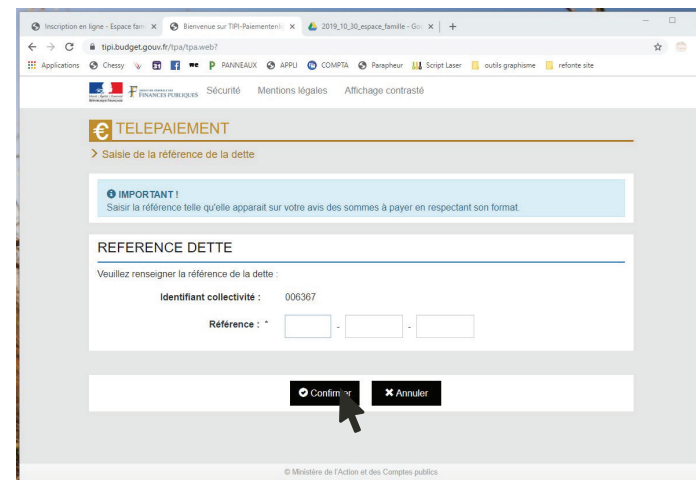 Inscription en ligne - Espace fam
Bienvenue sur TIPI-Paiementenli
2019_10_30_espace_famille - Go
tipi.budget.gouv.fr/tpa/tpa.web?
Applications Chessy PANNEAUX APPLI COMPTA Parapheur Script Laser outils graphisme refonte site
FINANCES PUBLIQUES Sécurité Mentions légales Affichage contrasté
€ TELEPAIEMENT
> Saisie de la référence de la dette
IMPORTANT !
Saisir la référence telle qu'elle apparait sur votre avis des sommes à payer en respectant son format.
REFERENCE DETTE
Veuillez renseigner la référence de la dette :
Identifiant collectivité : 006367
Référence : * - -
Confirmer Annuler
© Ministère de l'Action et des Comptes publics